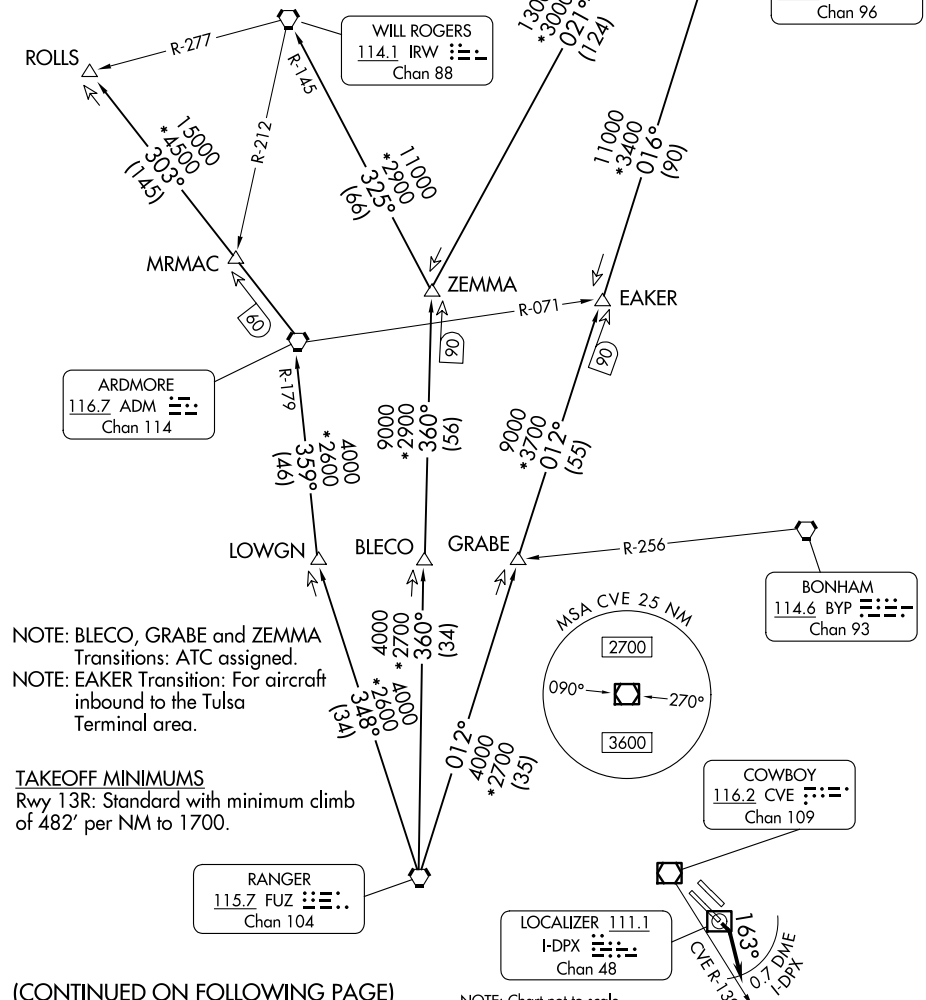 Chan 96
1300
*3000
021°
(124)
WILL ROGERS
114.1 IRW
Chan 88
ROLLS
R-277
R-145
R-212
15000
*4500
303°
(145)
11000
*2900
325°
(66)
11000
*3400
016°
(90)
MRMAC
60
ZEMMA
EAKER
R-071
90
90
ARDMORE
116.7 ADM
Chan 114
R-179
4000
*2600
359°
(46)
9000
*2900
360°
(56)
9000
*3700
012°
(55)
LOWGN
BLECO
GRABE
R-256
BONHAM
114.6 BYP
Chan 93
MSA CVE 25 NM
2700
090°
270°
3600
NOTE: BLECO, GRABE and ZEMMA
Transitions: ATC assigned.
NOTE: EAKER Transition: For aircraft
inbound to the Tulsa
Terminal area.
4000
*2700
360°
(34)
4000
*2600
348°
(34)
012°
4000
*2700
(35)
TAKEOFF MINIMUMS
Rwy 13R: Standard with minimum climb
of 482' per NM to 1700.
COWBOY
116.2 CVE
Chan 109
RANGER
115.7 FUZ
Chan 104
LOCALIZER 111.1
I-DPX
Chan 48
163°
0.7 DME
I-DPX
CVE R-13
(CONTINUED ON FOLLOWING PAGE)
NOTE: Chart not to scale